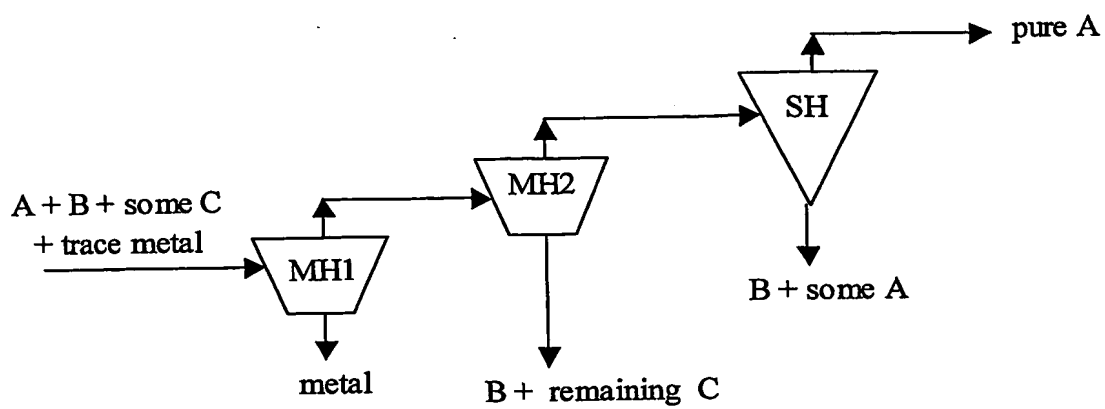 pure A
SH
MH2
A + B + some C
+ trace metal
MH1
B + some A
metal
B + remaining C